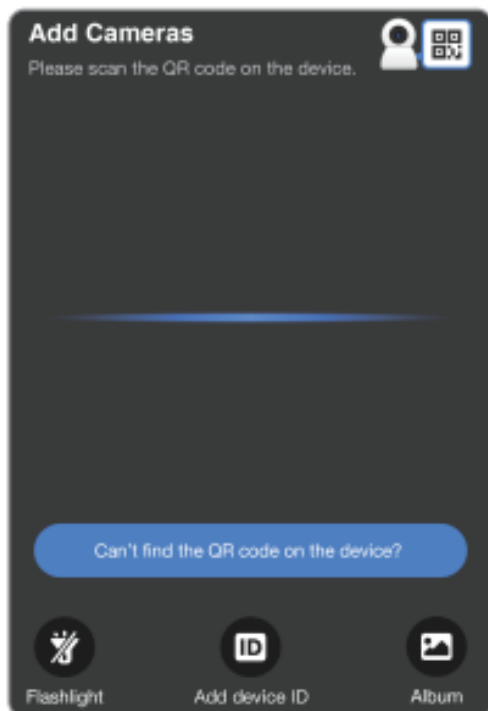 Add Cameras
Please scan the QR code on the device.
Can't find the QR code on the device?
ID
Flashlight
Add device ID
Album